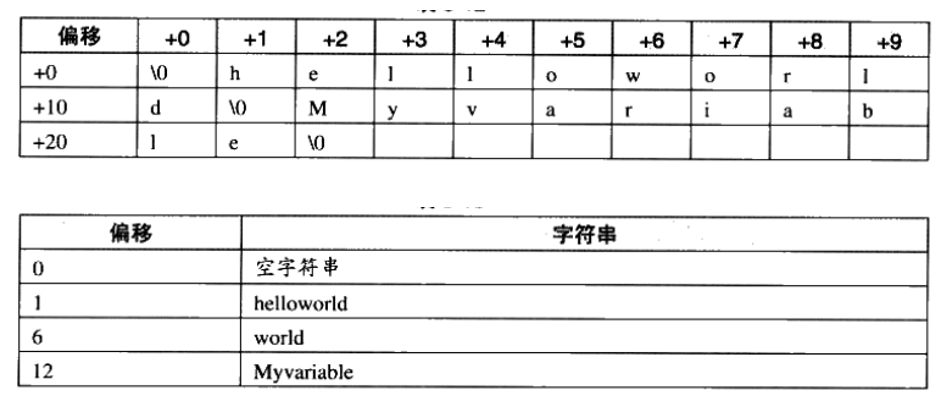 偏移 +0 +1 +2 +3 +4 +5 +6 +7 +8 +9
+0 \0 h e l l o w o r l
+10 d \0 M y v a r i a b
+20 l e \0
偏移 字符串
0 空字符串
1 helloworld
6 world
12 Myvariable